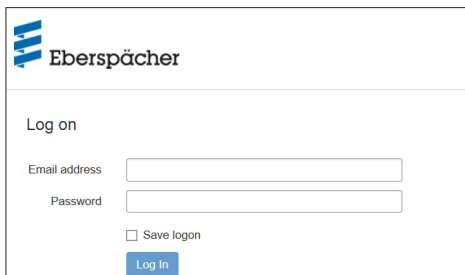 Eberspächer
Log on
Email address
Password
Save logon
Log In